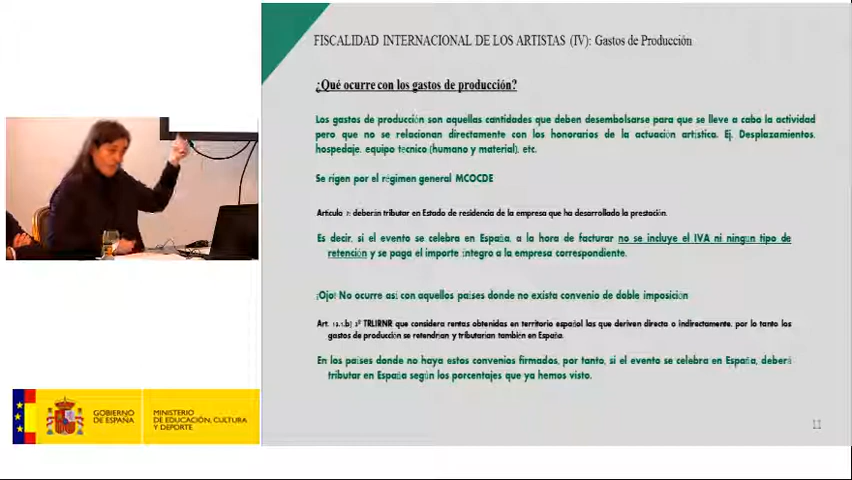 FISCALIDAD INTERNACIONAL DE LOS ARTISTAS (IV): Gastos de Producción
¿Qué ocurre con los gastos de producción?
Los gastos de producción son aquellas cantidades que deben desembolsarse para que se lleve a cabo la actividad
pero que no se relacionan directamente con los honorarios de la actuación artística. Ej. Desplazamientos,
hospedaje, equipo técnico (humano y material), etc.
Se rigen por el régimen general MCOCDE
Artículo 7: deberán tributar en Estado de residencia de la empresa que ha desarrollado la prestación.
Es decir, si el evento se celebra en España, a la hora de facturar no se incluye el IVA ni ningún tipo de
retención y se paga el importe íntegro a la empresa correspondiente.
¡Ojo! No ocurre así con aquellos países donde no exista convenio de doble imposición
Art. 13.1.b) 3º TRLIRNR que considera rentas obtenidas en territorio español las que deriven directa o indirectamente, por lo tanto los
gastos de producción se retendrían y tributarían también en España.
En los países donde no haya estos convenios firmados, por tanto, si el evento se celebra en España, deberá
tributar en España según los porcentajes que ya hemos visto.
11
GOBIERNO
DE ESPAÑA
MINISTERIO
DE EDUCACIÓN, CULTURA
Y DEPORTE